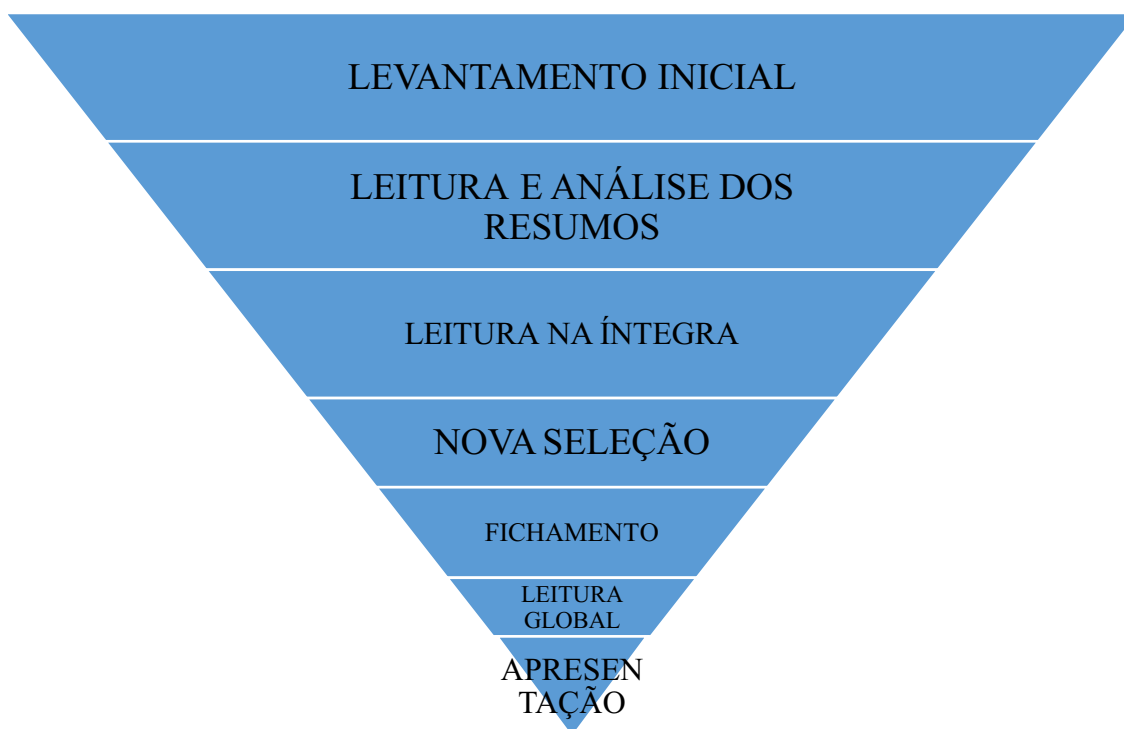 LEVANTAMENTO INICIAL
LEITURA E ANÁLISE DOS
RESUMOS
LEITURA NA ÍNTEGRA
NOVA SELEÇÃO
FICHAMENTO
LEITURA
GLOBAL
APRESEN
TAÇÃO